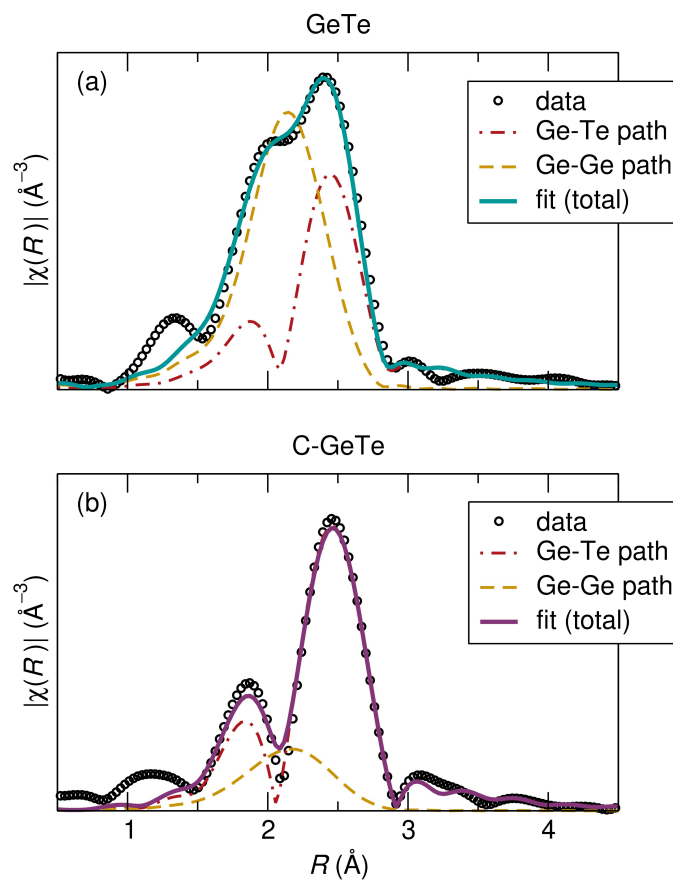 GeTe
(a)
data
Ge-Te path
Ge-Ge path
fit (total)
|χ(R)| (Å⁻³)
C-GeTe
(b)
data
Ge-Te path
Ge-Ge path
fit (total)
|χ(R)| (Å⁻³)
1 2 3 4
R (Å)